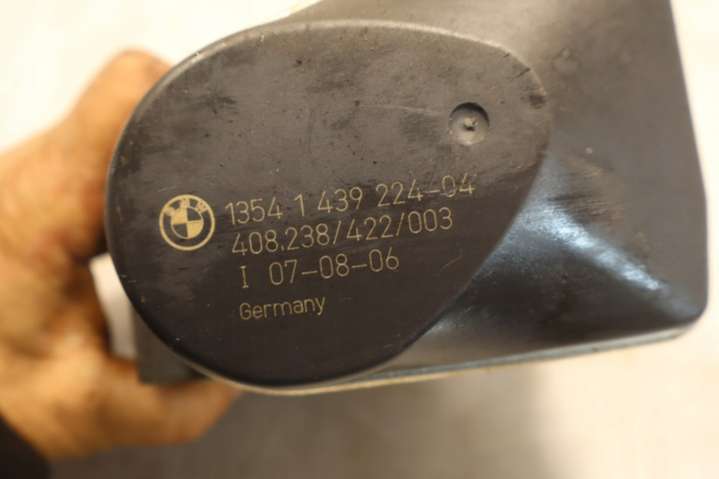 1354 1 439 224-04
408.238/422/003
I 07-08-06
Germany